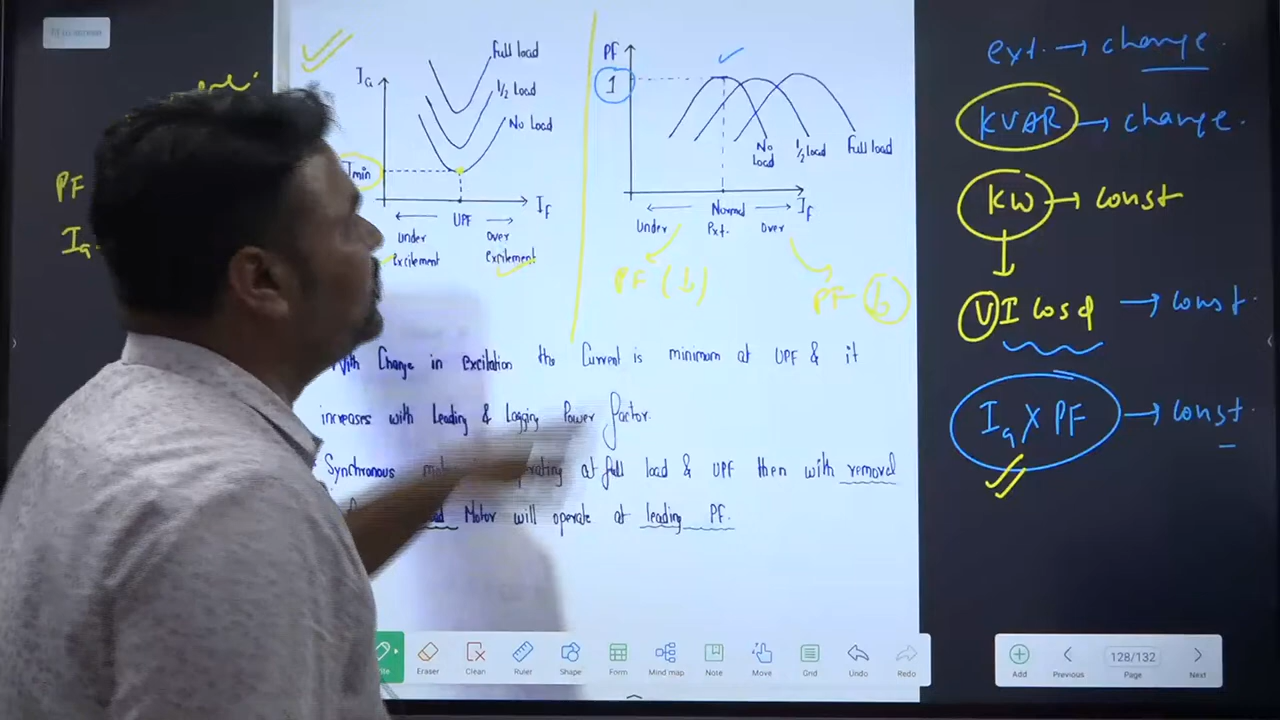 PF
Ia
Ia
Full load
1/2 Load
No Load
Imin
UPF
If
under
excitement
over
excitement
PF
1
No
load
1/2 load
Full load
Normal
Ext.
If
Under
Over
PF (↓)
PF ↓
With Change in excitation the Current is minimum at UPF & it
increases with Leading & Lagging Power factor.
Synchronous at full load & UPF then with removal
Motor will operate at leading PF.
ext. → change.
KVAR → change.
KW → const
VI cosφ → const.
Ia X PF → const.
Eraser
Clean
Ruler
Shape
Form
Mind map
Note
Move
Grid
Undo
Redo
Add
Previous
128/132
Page
Next